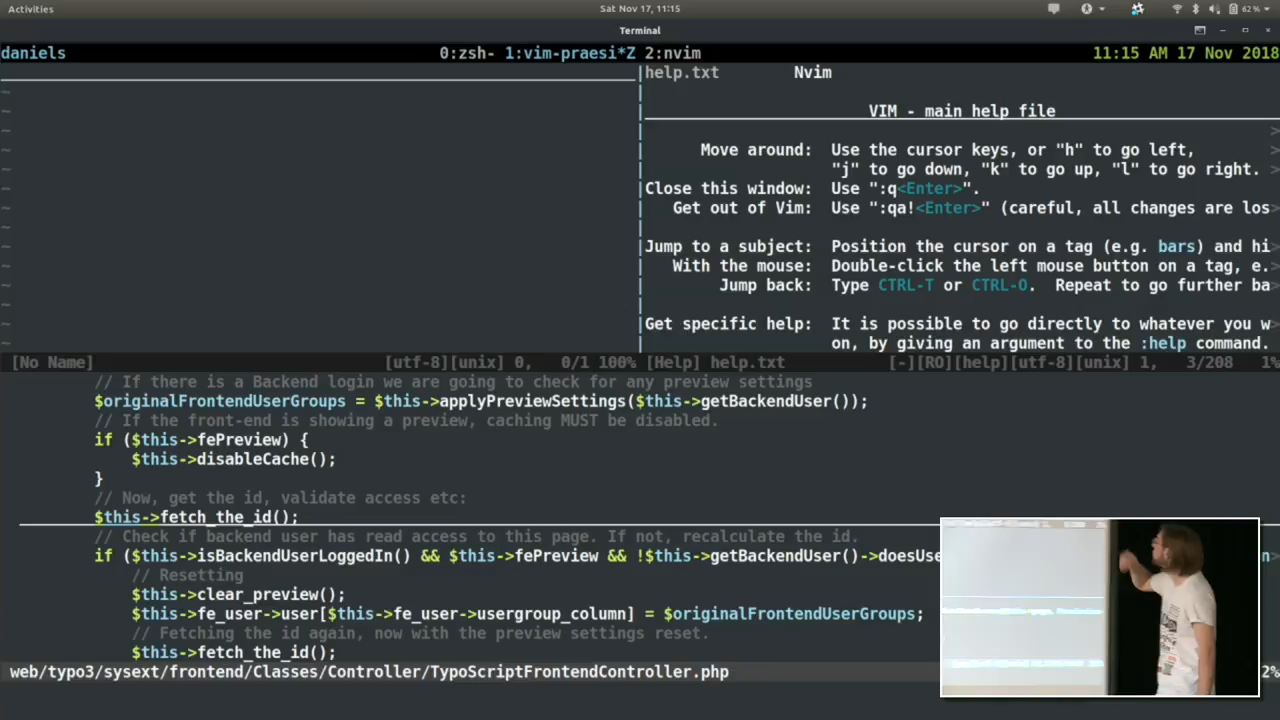 Activities
Sat Nov 17, 11:15
62 %
Terminal
daniels
0:zsh- 1:vim-praesi*Z 2:nvim
11:15 AM 17 Nov 2018
help.txt Nvim
VIM - main help file
Move around: Use the cursor keys, or "h" to go left,
"j" to go down, "k" to go up, "l" to go right.
Close this window: Use ":q<Enter>".
Get out of Vim: Use ":qa!<Enter>" (careful, all changes are los
Jump to a subject: Position the cursor on a tag (e.g. bars) and hi
With the mouse: Double-click the left mouse button on a tag, e.
Jump back: Type CTRL-T or CTRL-O. Repeat to go further ba
Get specific help: It is possible to go directly to whatever you w
on, by giving an argument to the :help command.
[No Name] [utf-8][unix] 0, 0/1 100% [Help] help.txt [-][RO][help][utf-8][unix] 1, 3/208 1%
// If there is a Backend login we are going to check for any preview settings
$originalFrontendUserGroups = $this->applyPreviewSettings($this->getBackendUser());
// If the front-end is showing a preview, caching MUST be disabled.
if ($this->fePreview) {
$this->disableCache();
}
// Now, get the id, validate access etc:
$this->fetch_the_id();
// Check if backend user has read access to this page. If not, recalculate the id.
if ($this->isBackendUserLoggedIn() && $this->fePreview && !$this->getBackendUser()->doesUse
// Resetting
$this->clear_preview();
$this->fe_user->user[$this->fe_user->usergroup_column] = $originalFrontendUserGroups;
// Fetching the id again, now with the preview settings reset.
$this->fetch_the_id();
web/typo3/sysext/frontend/Classes/Controller/TypoScriptFrontendController.php
2%